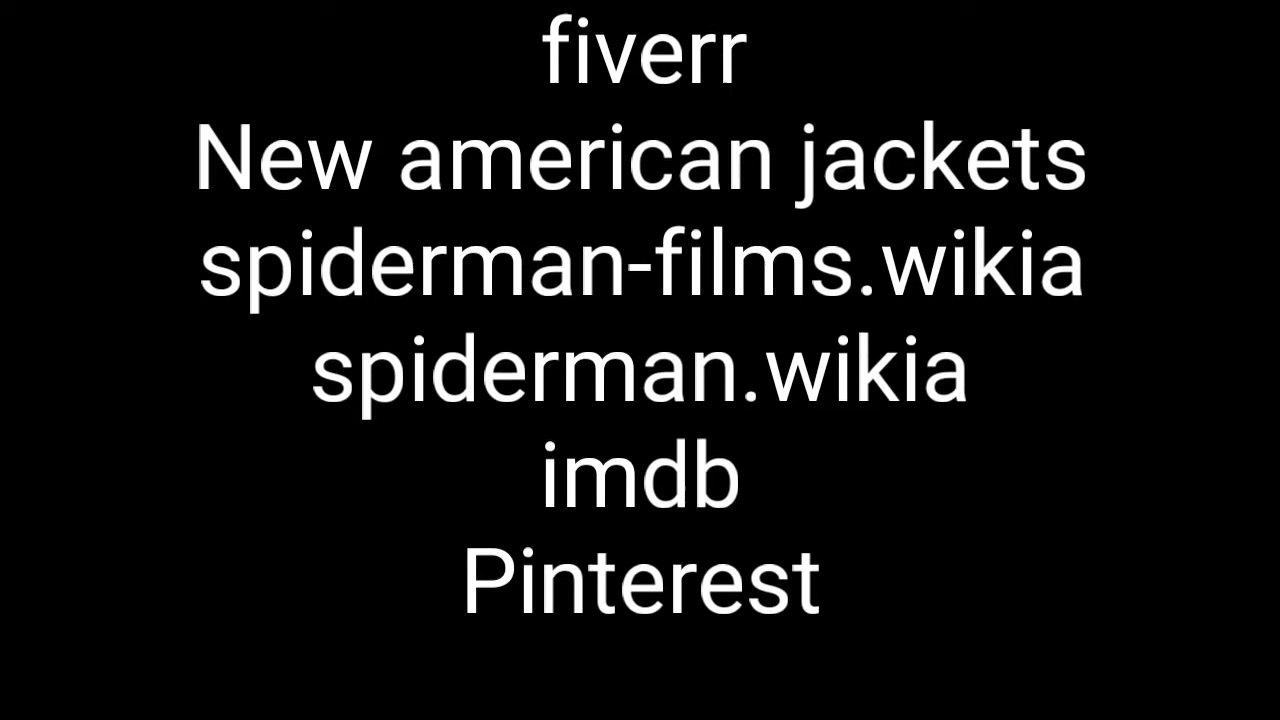 fiverr
New american jackets
spiderman-films.wikia
spiderman.wikia
imdb
Pinterest